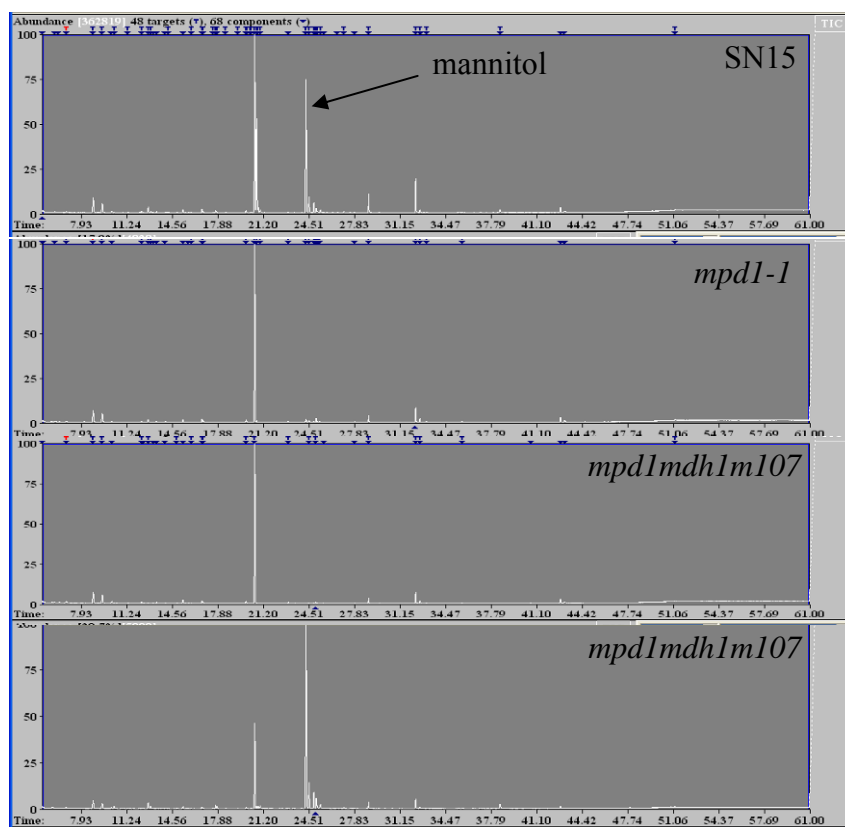 Abundance [362819] 48 targets (▾), 68 components (▾) TIC
100
mannitol
SN15
75
50
25
0
Time: 7.93 11.24 14.56 17.88 21.20 24.51 27.83 31.15 34.47 37.79 41.10 44.42 47.74 51.06 54.37 57.69 61.00
100
mpd1-1
75
50
25
Time: 7.93 11.24 14.56 17.88 21.20 24.51 27.83 31.15 34.47 37.79 41.10 44.42 47.74 51.06 54.37 57.69 61.00
100
mpd1mdh1m107
75
50
25
0
Time: 7.93 11.24 14.56 17.88 21.20 24.51 27.83 31.15 34.47 37.79 41.10 44.42 47.74 51.06 54.37 57.69 61.00
mpd1mdh1m107
75
50
25
0
Time: 7.93 11.24 14.56 17.88 21.20 24.51 27.83 31.15 34.47 37.79 41.10 44.42 47.74 51.06 54.37 57.69 61.00